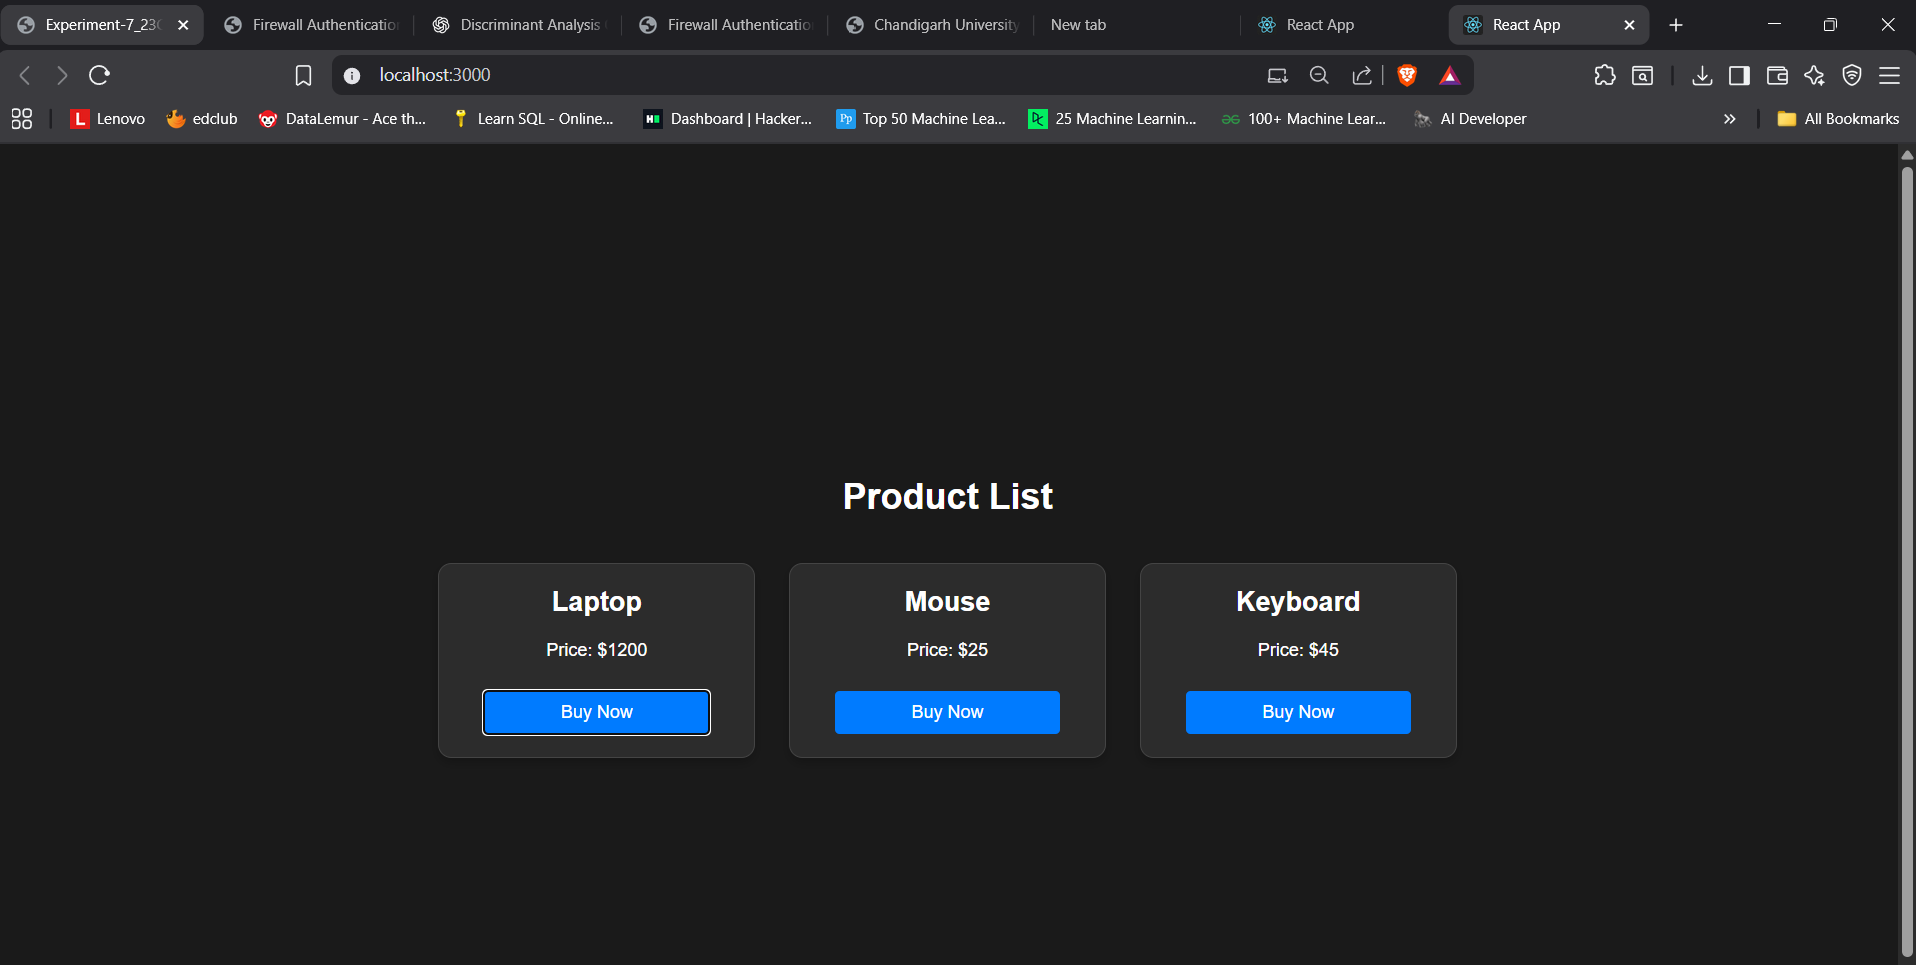 Experiment-7_23 Firewall Authenticatio Discriminant Analysis Firewall Authenticatio Chandigarh University New tab React App React App
localhost:3000
L Lenovo edclub DataLemur - Ace th... Learn SQL - Online... H Dashboard | Hacker... Pp Top 50 Machine Lea... DC 25 Machine Learnin... 100+ Machine Lear... AI Developer » All Bookmarks
Product List
Laptop Mouse Keyboard
Price: $1200 Price: $25 Price: $45
Buy Now Buy Now Buy Now